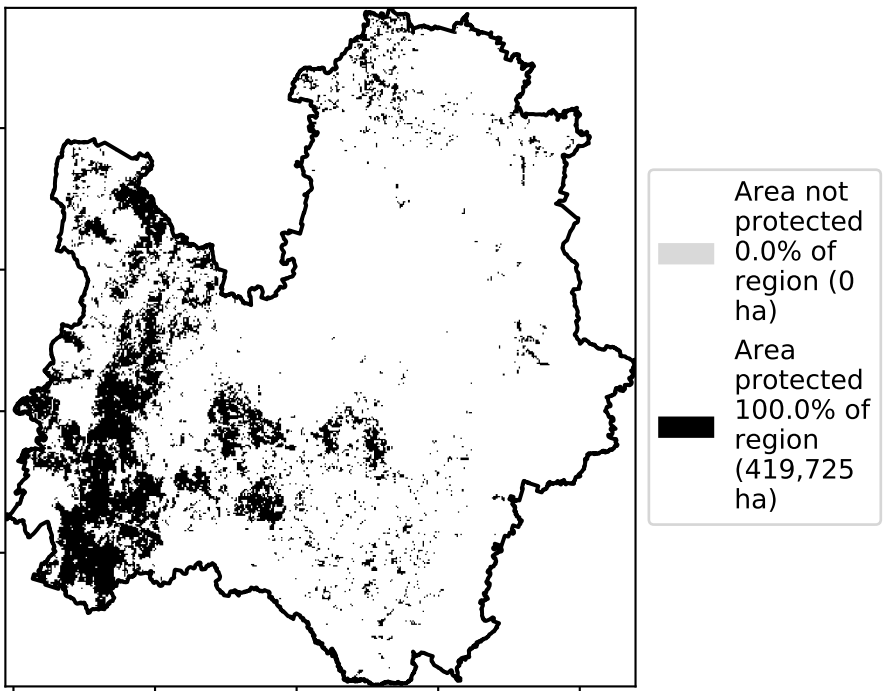 Area not
protected
0.0% of
region (0
ha)
Area
protected
100.0% of
region
(419,725
ha)